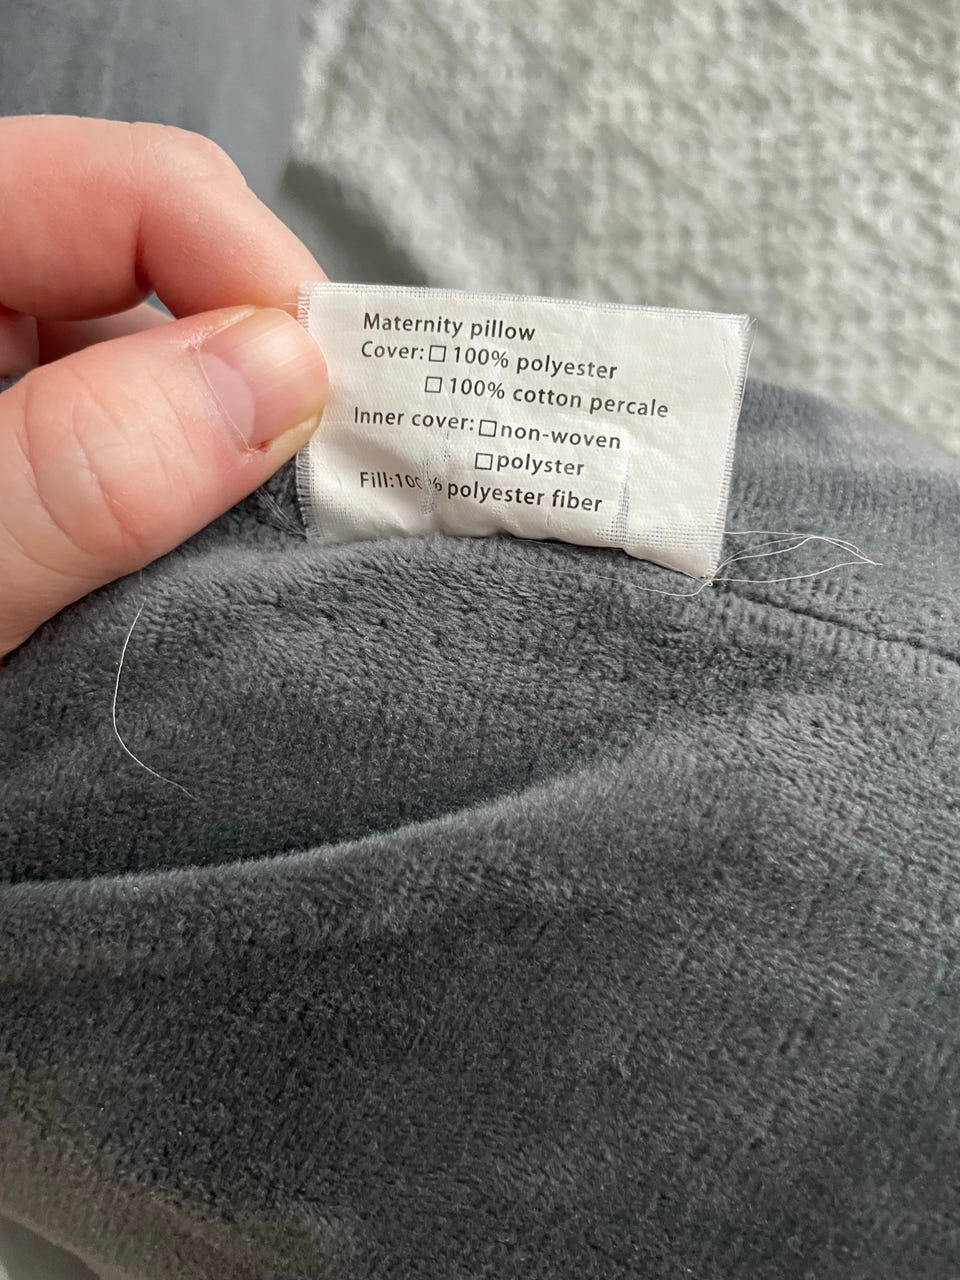 Maternity pillow
Cover: ☐ 100% polyester
☐ 100% cotton percale
Inner cover: ☐ non-woven
☐ polyster
Fill:100% polyester fiber